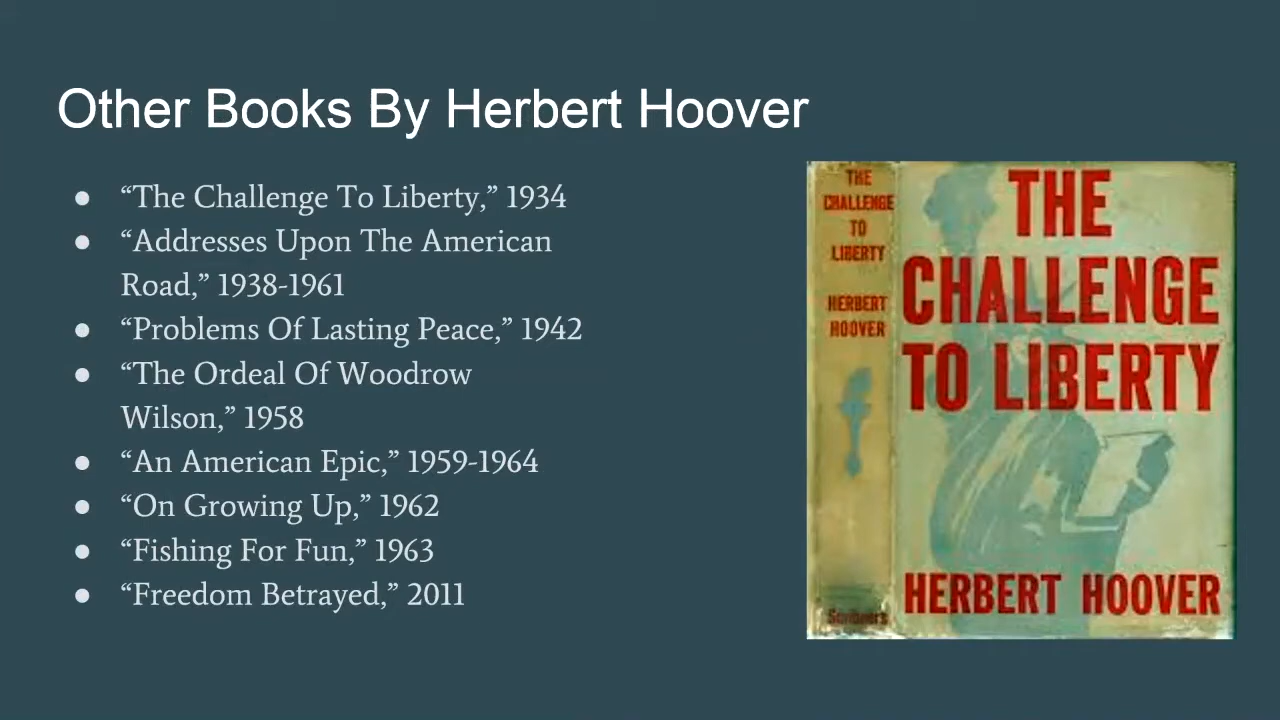 Other Books By Herbert Hoover
● “The Challenge To Liberty,” 1934
● “Addresses Upon The American
Road,” 1938-1961
● “Problems Of Lasting Peace,” 1942
● “The Ordeal Of Woodrow
Wilson,” 1958
● “An American Epic,” 1959-1964
● “On Growing Up,” 1962
● “Fishing For Fun,” 1963
● “Freedom Betrayed,” 2011
THE
CHALLENGE
TO
LIBERTY
HERBERT
HOOVER
Scribners
THE
CHALLENGE
TO LIBERTY
HERBERT HOOVER